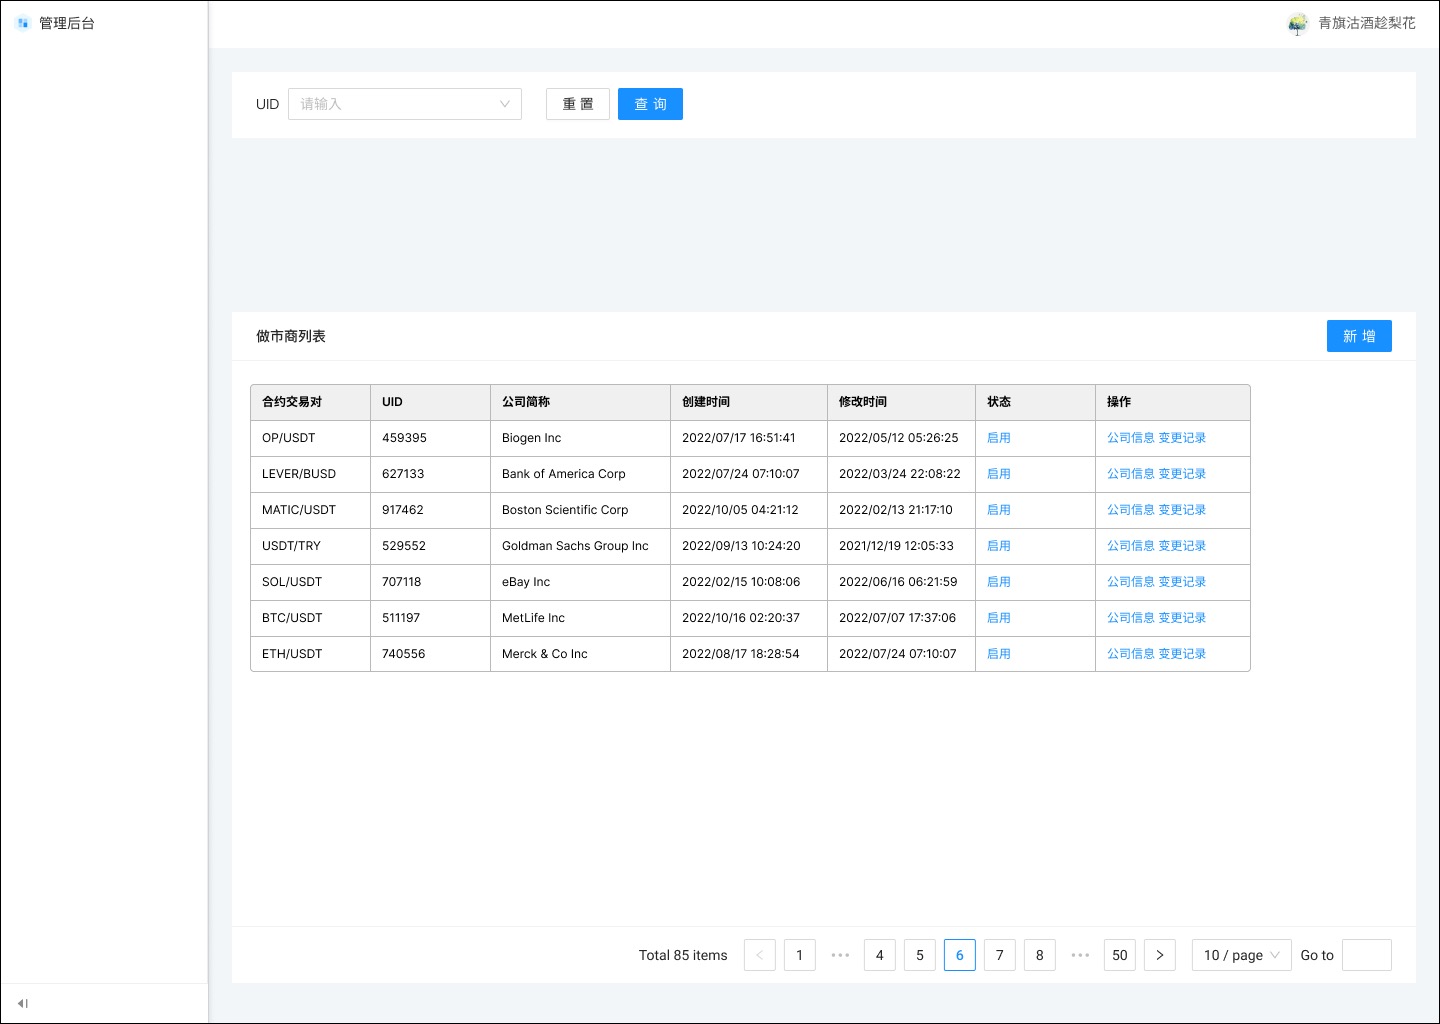 管理后台
青旗沽酒趁梨花
UID 请输入 重 置 查 询
做市商列表 新 增
合约交易对 UID 公司简称 创建时间 修改时间 状态 操作
OP/USDT 459395 Biogen Inc 2022/07/17 16:51:41 2022/05/12 05:26:25 启用 公司信息 变更记录
LEVER/BUSD 627133 Bank of America Corp 2022/07/24 07:10:07 2022/03/24 22:08:22 启用 公司信息 变更记录
MATIC/USDT 917462 Boston Scientific Corp 2022/10/05 04:21:12 2022/02/13 21:17:10 启用 公司信息 变更记录
USDT/TRY 529552 Goldman Sachs Group Inc 2022/09/13 10:24:20 2021/12/19 12:05:33 启用 公司信息 变更记录
SOL/USDT 707118 eBay Inc 2022/02/15 10:08:06 2022/06/16 06:21:59 启用 公司信息 变更记录
BTC/USDT 511197 MetLife Inc 2022/10/16 02:20:37 2022/07/07 17:37:06 启用 公司信息 变更记录
ETH/USDT 740556 Merck & Co Inc 2022/08/17 18:28:54 2022/07/24 07:10:07 启用 公司信息 变更记录
Total 85 items < 1 ••• 4 5 6 7 8 ••• 50 > 10 / page Go to